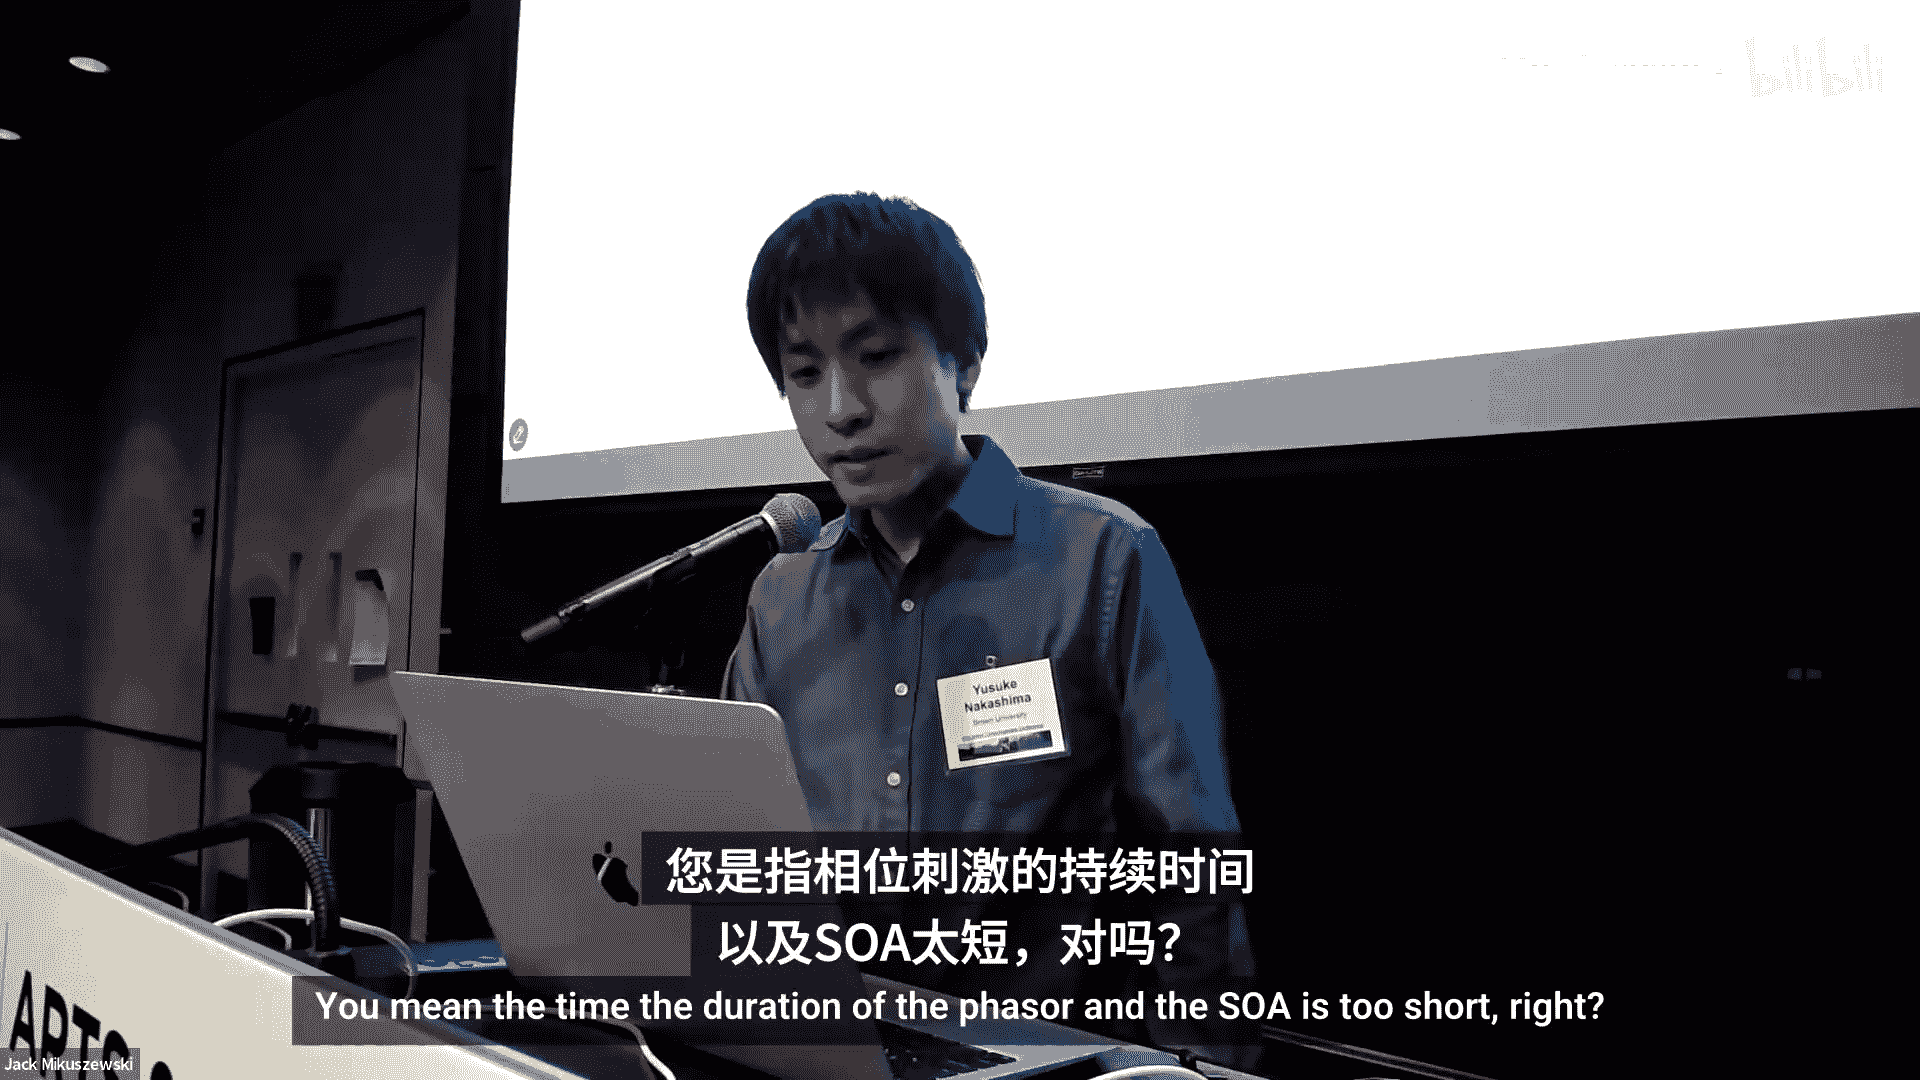 bilibili
Yusuke
Nakashima
Brown University
您是指相位刺激的持续时间
以及SOA太短，对吗？
You mean the time the duration of the phasor and the SOA is too short, right?
ARTS
Jack Mikuszewski